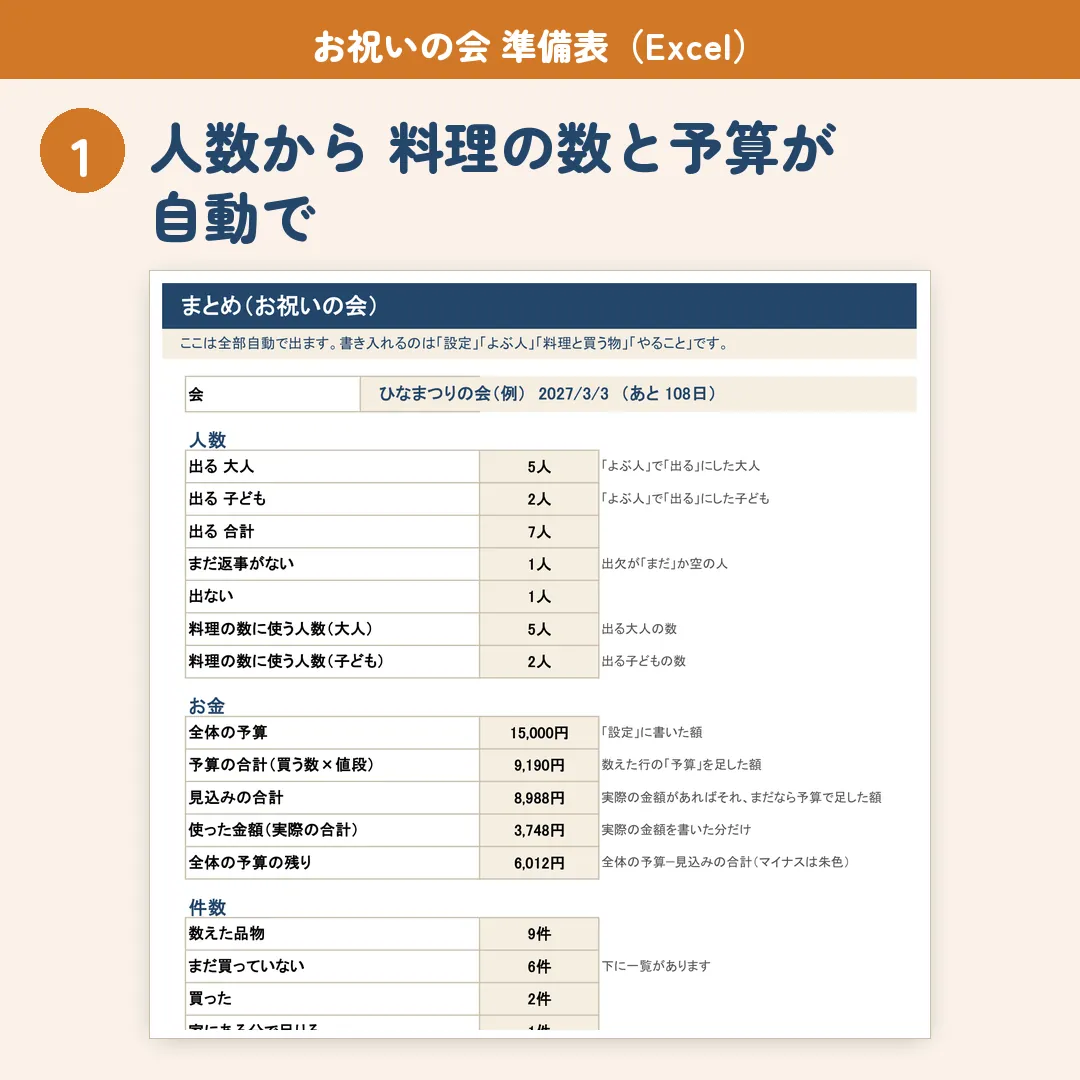 お祝いの会 準備表（Excel）
1
人数から 料理の数と予算が
自動で
まとめ（お祝いの会）
ここは全部自動で出ます。書き入れるのは「設定」「よぶ人」「料理と買う物」「やること」です。
会 ひなまつりの会（例） 2027/3/3 （あと 108日）
人数
出る 大人 5人 「よぶ人」で「出る」にした大人
出る 子ども 2人 「よぶ人」で「出る」にした子ども
出る 合計 7人
まだ返事がない 1人 出欠が「まだ」か空の人
出ない 1人
料理の数に使う人数（大人） 5人 出る大人の数
料理の数に使う人数（子ども） 2人 出る子どもの数
お金
全体の予算 15,000円 「設定」に書いた額
予算の合計（買う数×値段） 9,190円 数えた行の「予算」を足した額
見込みの合計 8,988円 実際の金額があればそれ、まだなら予算で足した額
使った金額（実際の合計） 3,748円 実際の金額を書いた分だけ
全体の予算の残り 6,012円 全体の予算−見込みの合計（マイナスは朱色）
件数
数えた品物 9件
まだ買っていない 6件 下に一覧があります
買った 2件
家にある分で足りる 1件